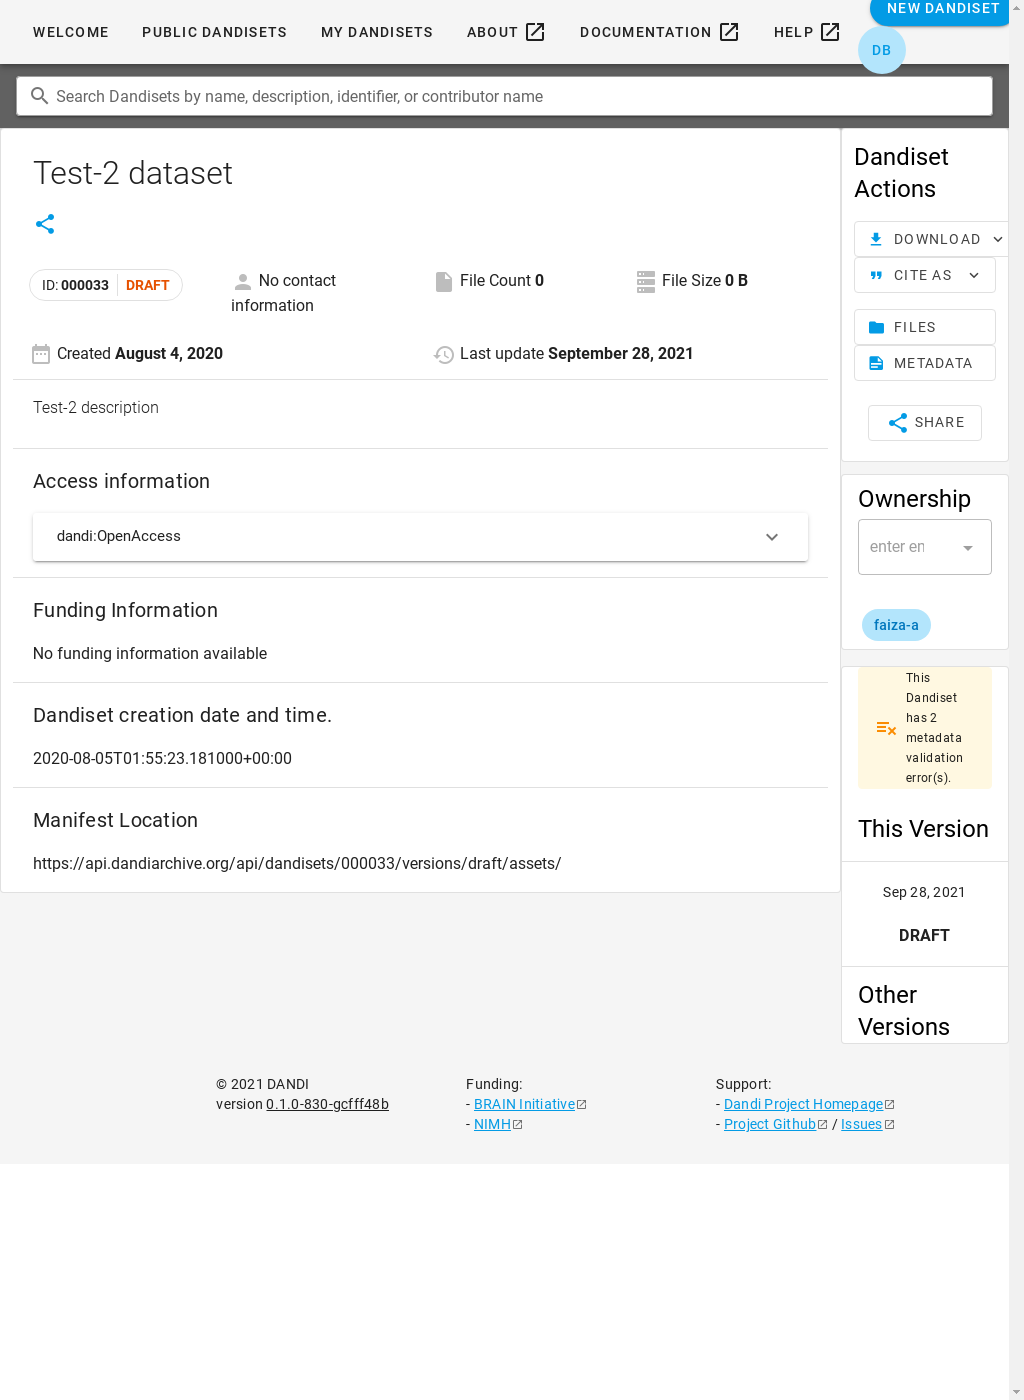 WELCOME PUBLIC DANDISETS MY DANDISETS ABOUT DOCUMENTATION HELP NEW DANDISET
DB
Search Dandisets by name, description, identifier, or contributor name
Test-2 dataset
ID: 000033 DRAFT
No contact
information
File Count 0
File Size 0 B
Created August 4, 2020
Last update September 28, 2021
Test-2 description
Access information
dandi:OpenAccess
Funding Information
No funding information available
Dandiset creation date and time.
2020-08-05T01:55:23.181000+00:00
Manifest Location
https://api.dandiarchive.org/api/dandisets/000033/versions/draft/assets/
Dandiset
Actions
DOWNLOAD
CITE AS
FILES
METADATA
SHARE
Ownership
enter en
faiza-a
This
Dandiset
has 2
metadata
validation
error(s).
This Version
Sep 28, 2021
DRAFT
Other
Versions
© 2021 DANDI
version 0.1.0-830-gcfff48b
Funding:
- BRAIN Initiative
- NIMH
Support:
- Dandi Project Homepage
- Project Github / Issues